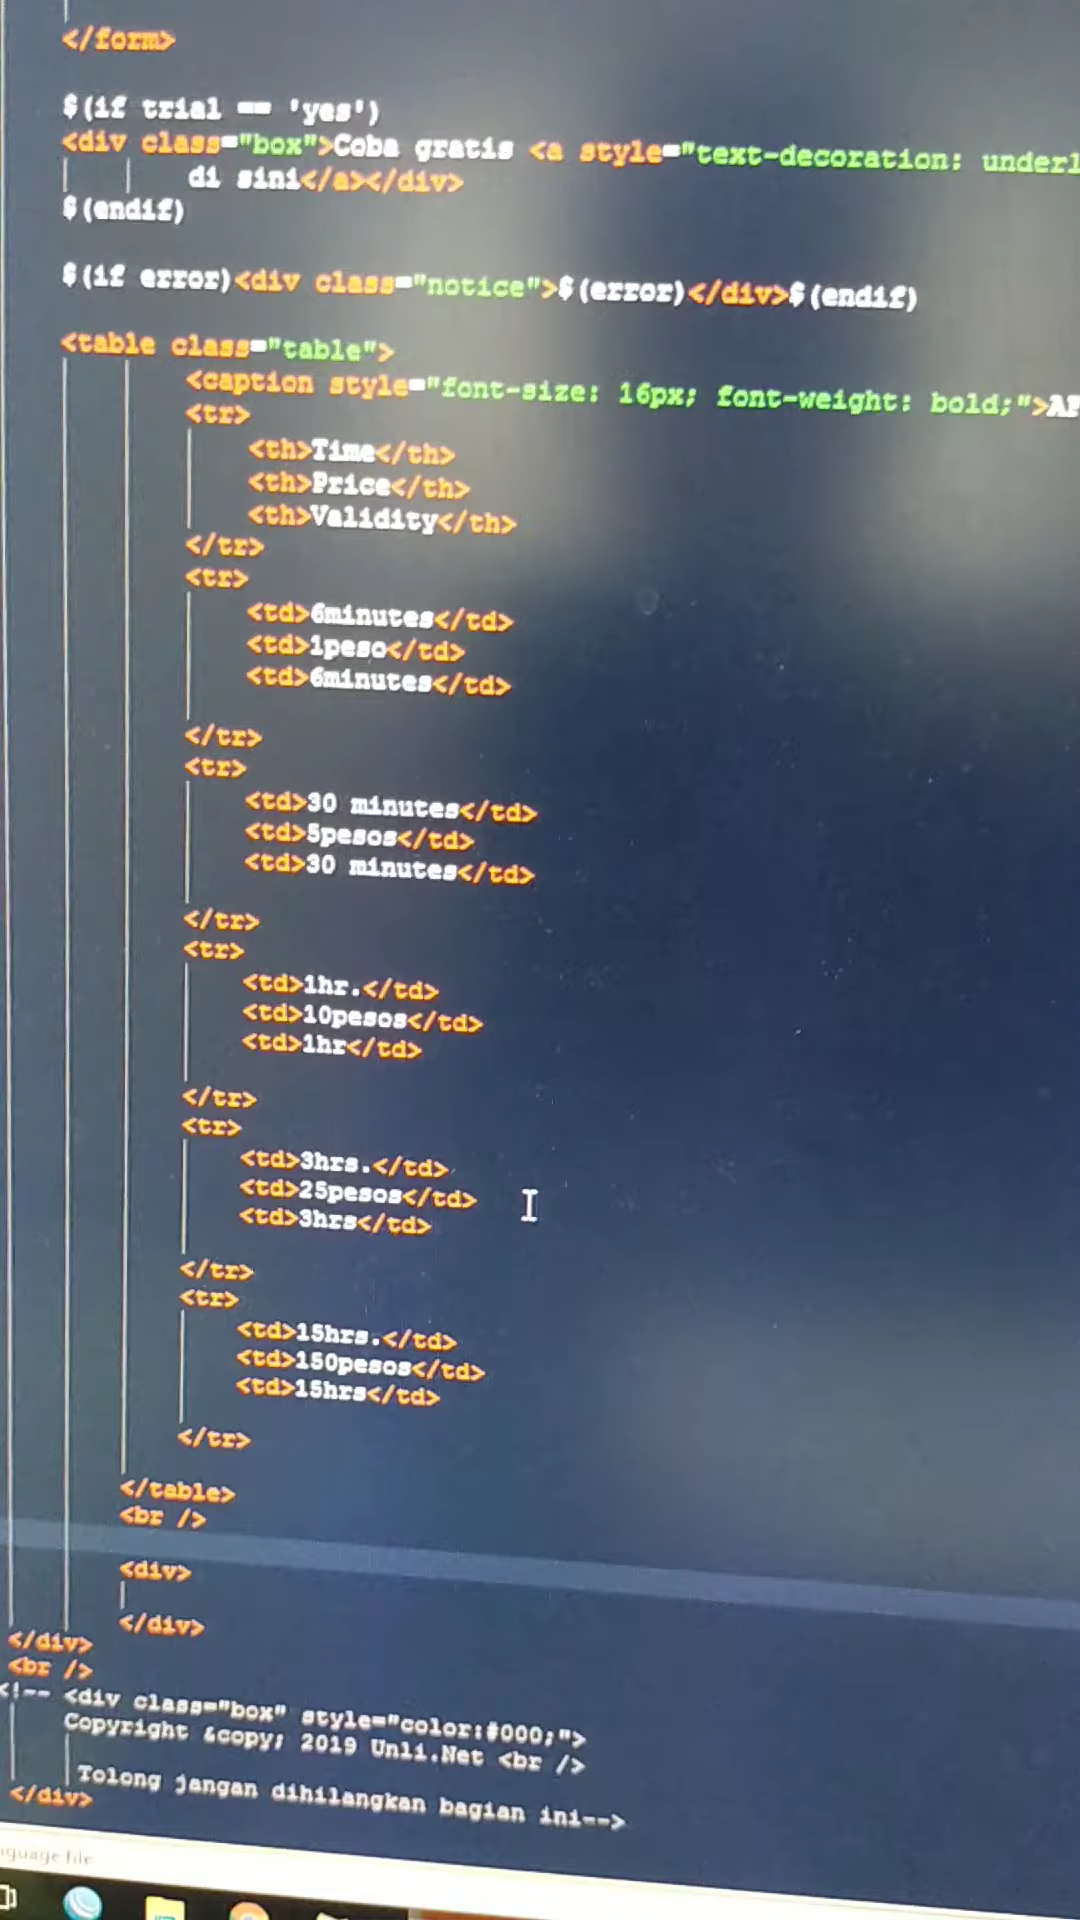 </form>
$(if trial == 'yes')
<div class="box">Coba gratis <a style="text-decoration:
di sini</a></div>
$(endif)
$(if error)<div class="notice">$(error)</div>$(endif)
<table class="table">
<caption style="font-size: 16px; font-weight: bold;">
<tr>
<th>Time</th>
<th>Price</th>
<th>Validity</th>
</tr>
<tr>
<td>6minutes</td>
<td>1peso</td>
<td>6minutes</td>
</tr>
<tr>
<td>30 minutes</td>
<td>5pesos</td>
<td>30 minutes</td>
</tr>
<tr>
<td>1hr.</td>
<td>10pesos</td>
<td>1hr</td>
</tr>
<tr>
<td>3hrs.</td>
<td>25pesos</td>
<td>3hrs</td>
</tr>
<tr>
<td>15hrs.</td>
<td>150pesos</td>
<td>15hrs</td>
</tr>
</table>
<br />
<div>
</div>
</div>
<br />
<!-- <div class="box" style="color:#000;">
Copyright &copy; 2019 Unli.Net <br />
Tolong jangan dihilangkan bagian ini-->
</div>
file